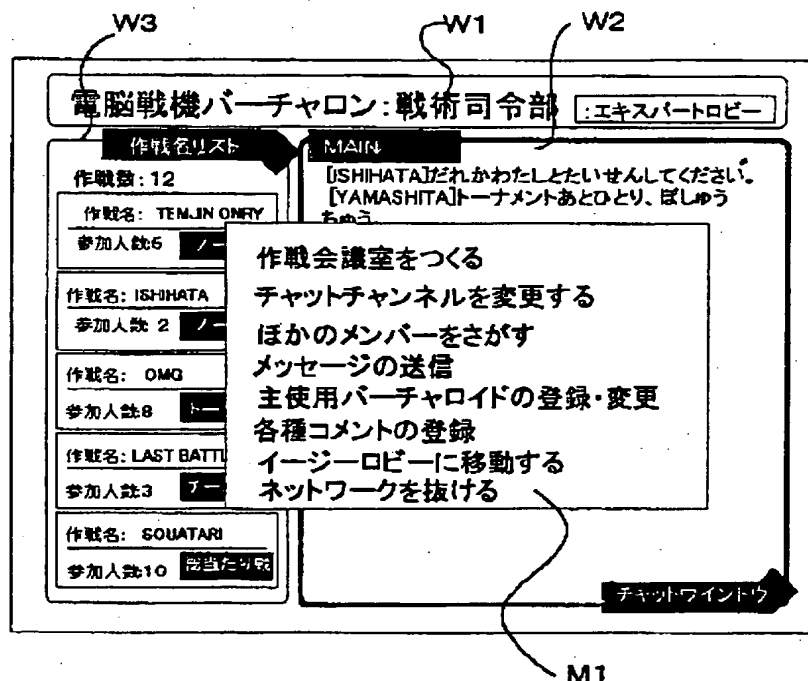 W3
W1
W2
電脳戦機バーチャロン:戦術司令部 :エキスパートロビー
作戦名リスト
MAIN
作戦数:12
[ISHIHATA]だれかわたしとたいせんしてください。
[YAMASHITA]トーナメントあとひとり、ぼしゅう
ちゅう
作戦名: TEMJIN ONRY
参加人数:5 ノー
作戦名: ISHIHATA
参加人数 2 ノー
作戦名: OMG
参加人数:8 トー
作戦名: LAST BATTL
参加人数:3 チー
作戦名: SOUATARI
参加人数:10 総当たり戦
作戦会議室をつくる
チャットチャンネルを変更する
ほかのメンバーをさがす
メッセージの送信
主使用バーチャロイドの登録・変更
各種コメントの登録
イージーロビーに移動する
ネットワークを抜ける
チャットウインドウ
M1